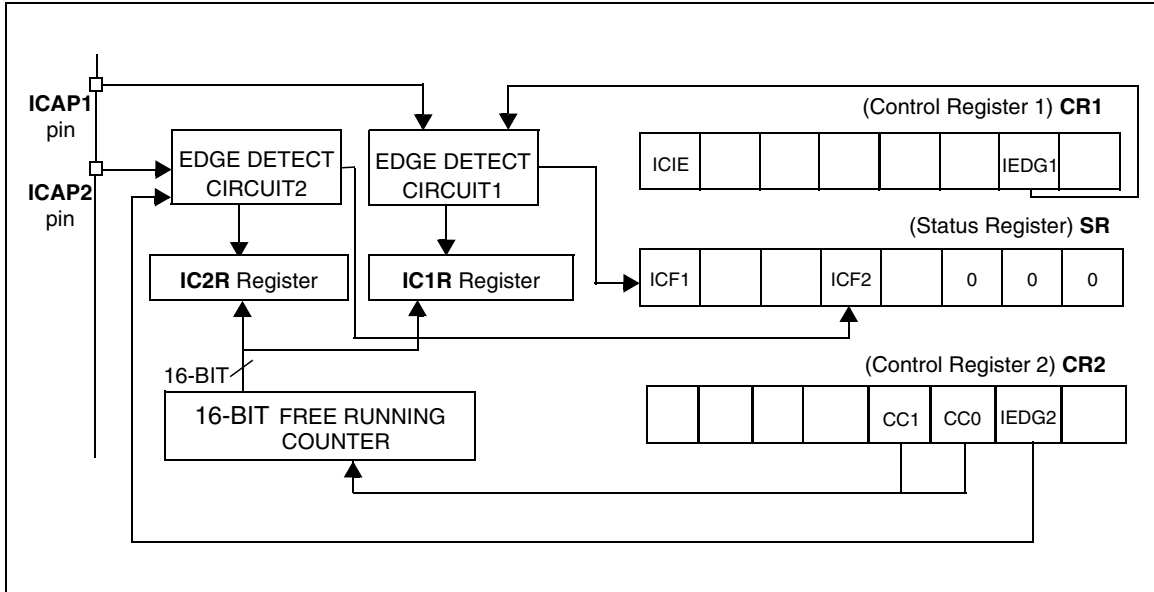 ICAP1
pin
ICAP2
pin
EDGE DETECT
CIRCUIT2
EDGE DETECT
CIRCUIT1
IC2R Register
IC1R Register
16-BIT
16-BIT FREE RUNNING
COUNTER
(Control Register 1) CR1
ICIE IEDG1
(Status Register) SR
ICF1 ICF2 0 0 0
(Control Register 2) CR2
CC1 CC0 IEDG2